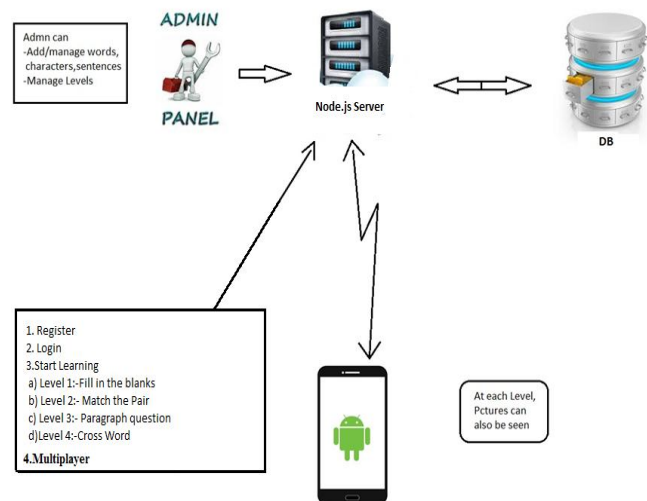 Admn can
-Add/manage words,
characters,sentences
-Manage Levels
ADMIN
PANEL
Node.js Server
DB
1. Register
2. Login
3.Start Learning
a) Level 1:-Fill in the blanks
b) Level 2:- Match the Pair
c) Level 3:- Paragraph question
d)Level 4:-Cross Word
4.Multiplayer
At each Level,
Pctures can
also be seen